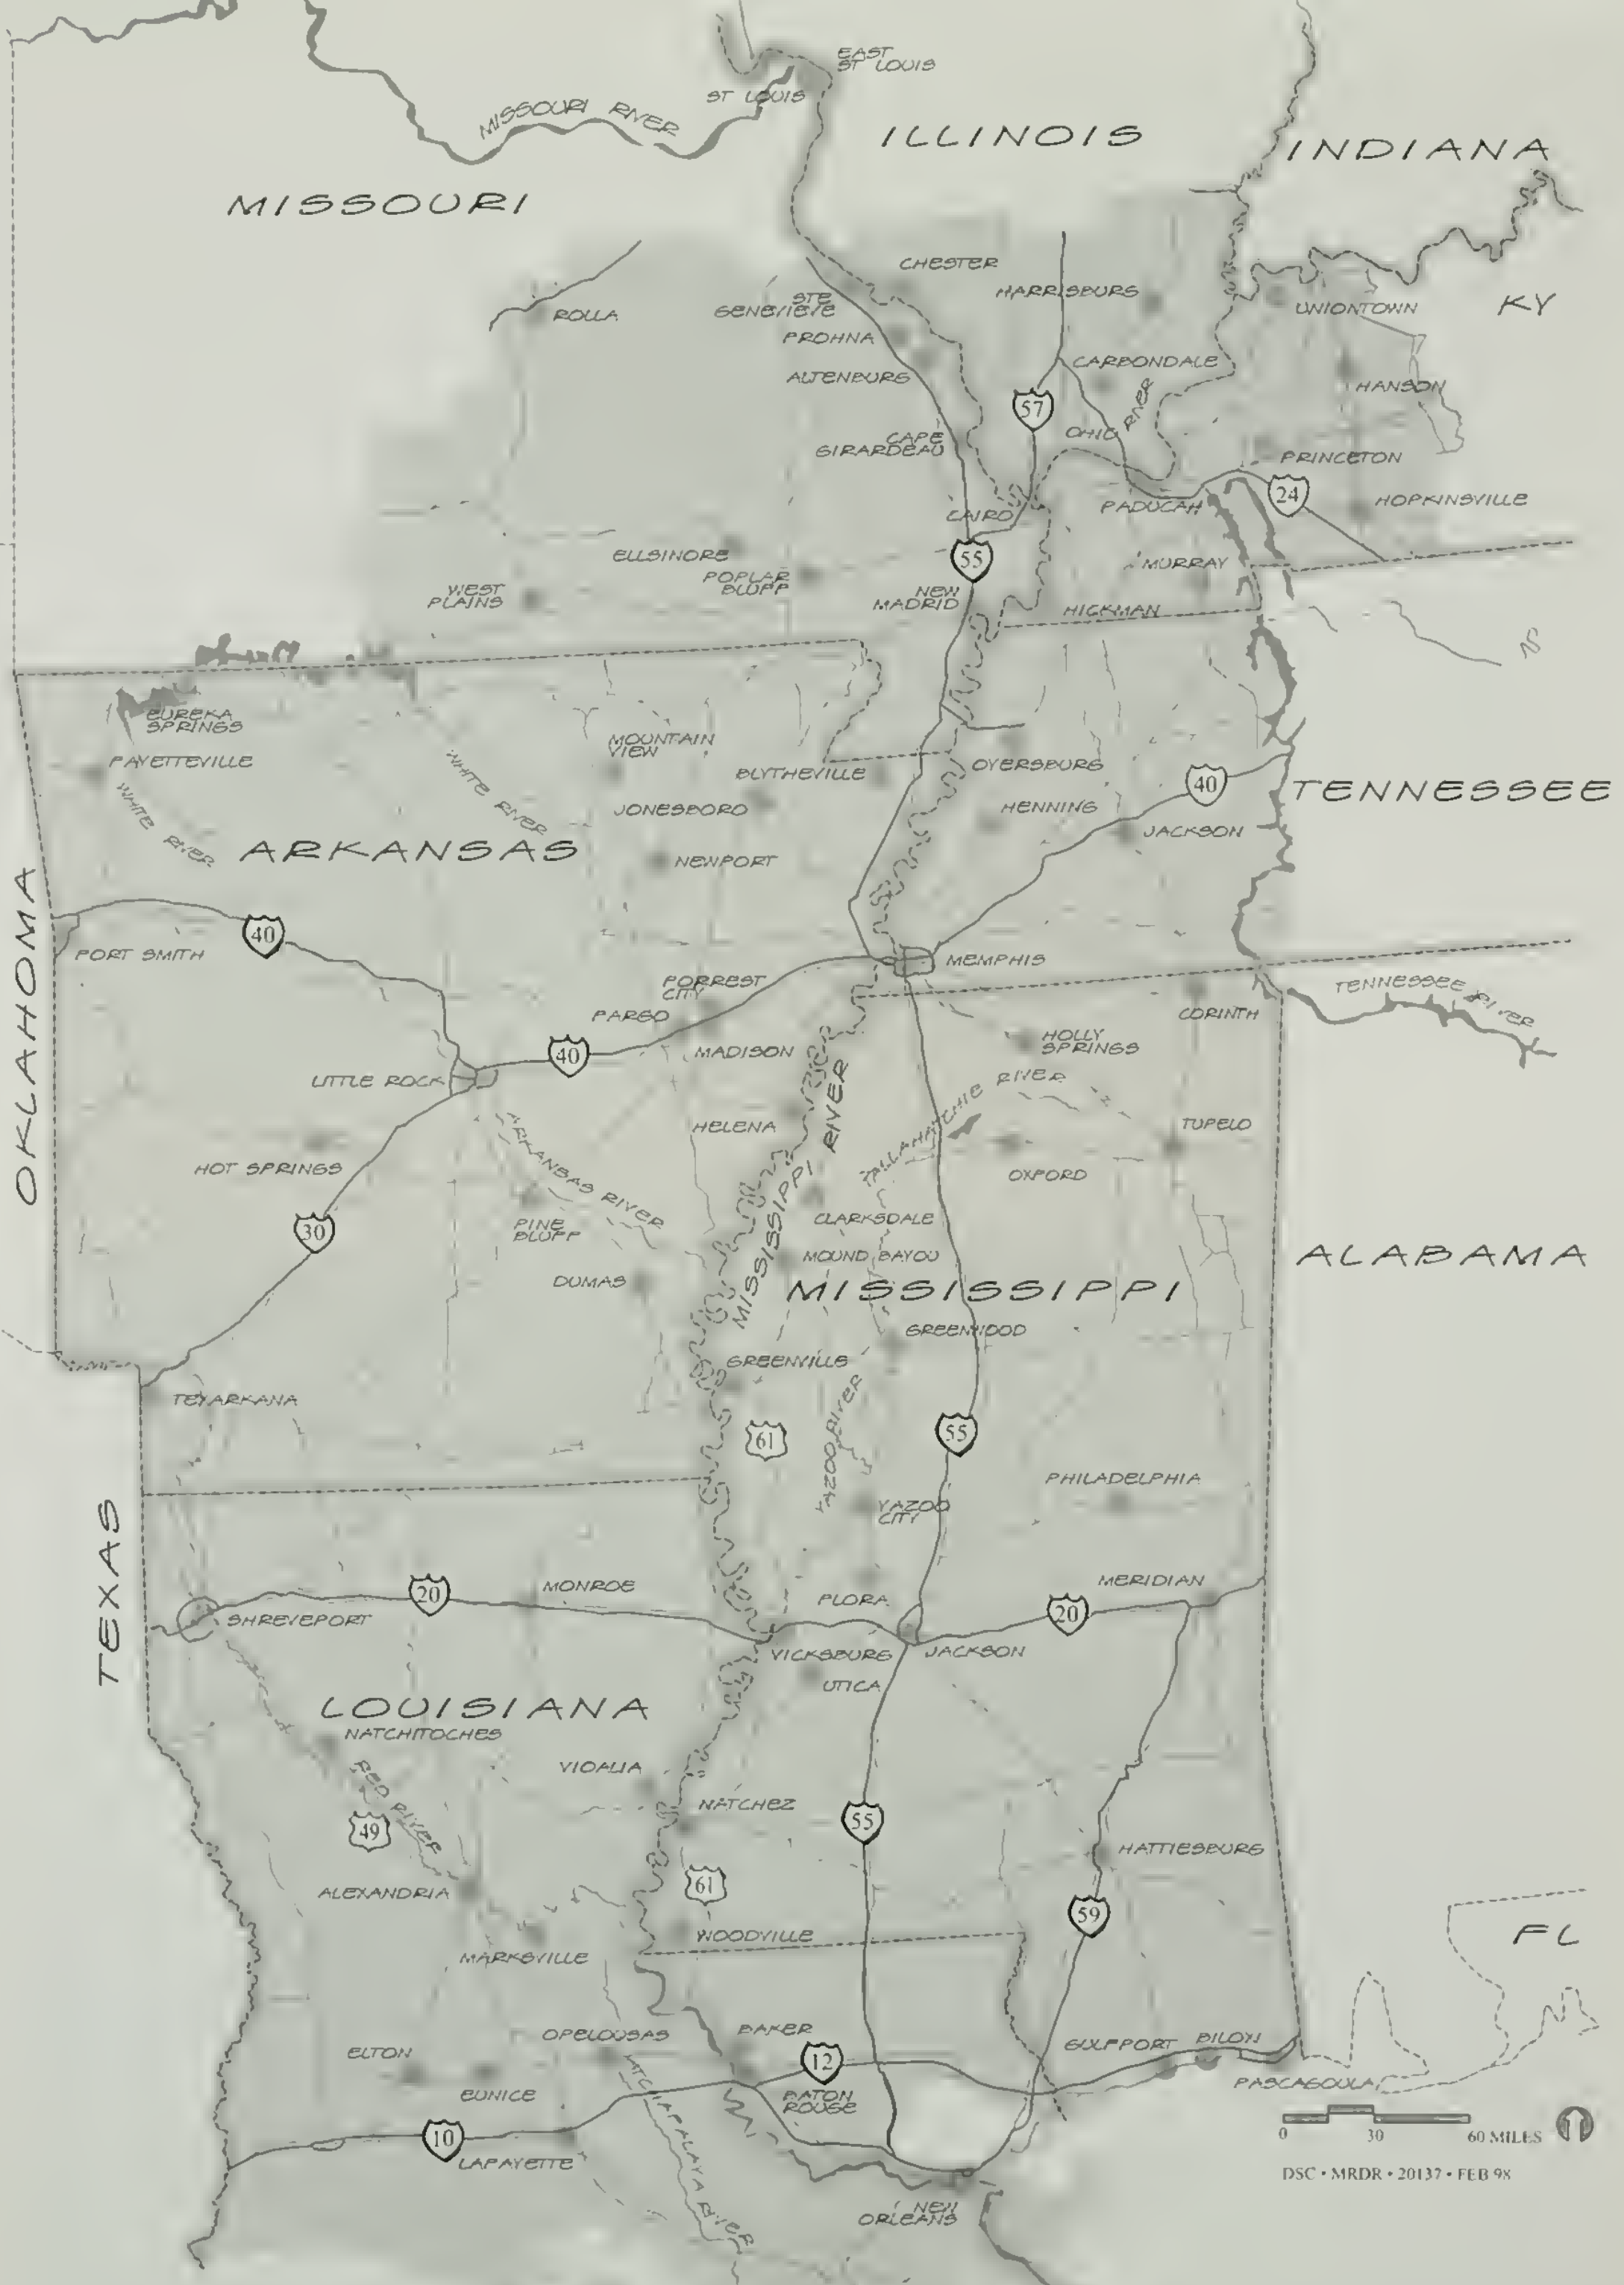 EAST
ST LOUIS
ST LOUIS
MISSOURI RIVER
ILLINOIS
INDIANA
MISSOURI
CHESTER
HARRISBURG
STE
GENEVIEVE
ROLLA
UNIONTOWN
KY
PROHNA
CARBONDALE
ALTENBURG
HANSON
57
OHIO RIVER
CAPE
GIRARDEAU
PRINCETON
24
HOPKINSVILLE
CAIRO
PADUCAH
ELLSINORE
55
POPLAR
BLUFF
MURRAY
WEST
PLAINS
NEW
MADRID
HICKMAN
EUREKA
SPRINGS
MOUNTAIN
VIEW
FAYETTEVILLE
WHITE RIVER
BLYTHEVILLE
DYERSBURG
40
TENNESSEE
WHITE RIVER
JONESBORO
HENNING
JACKSON
ARKANSAS
NEWPORT
OKLAHOMA
40
FORT SMITH
MEMPHIS
FORREST
CITY
TENNESSEE RIVER
FARGO
CORINTH
40
MADISON
HOLLY
SPRINGS
LITTLE ROCK
MISSISSIPPI RIVER
TALLAHATCHIE RIVER
HELENA
TUPELO
ARKANSAS RIVER
HOT SPRINGS
OXFORD
30
PINE
BLUFF
CLARKSDALE
MOUND BAYOU
ALABAMA
DUMAS
MISSISSIPPI
GREENWOOD
GREENVILLE
TEXARKANA
YAZOO RIVER
61
55
PHILADELPHIA
YAZOO
CITY
TEXAS
20
MONROE
FLORA
MERIDIAN
20
SHREVEPORT
VICKSBURG
JACKSON
UTICA
LOUISIANA
NATCHITOCHES
VIDALIA
RED RIVER
NATCHEZ
49
55
HATTIESBURG
ALEXANDRIA
61
59
WOODVILLE
FL
MARKSVILLE
OPELOUSAS
BAKER
ELTON
12
GULFPORT
BILOXI
EUNICE
BATON
ROUGE
PASCAGOULA
10
LAFAYETTE
ATCHAFALAYA RIVER
0 30 60 MILES
DSC • MRDR • 20137 • FEB 98
NEW
ORLEANS